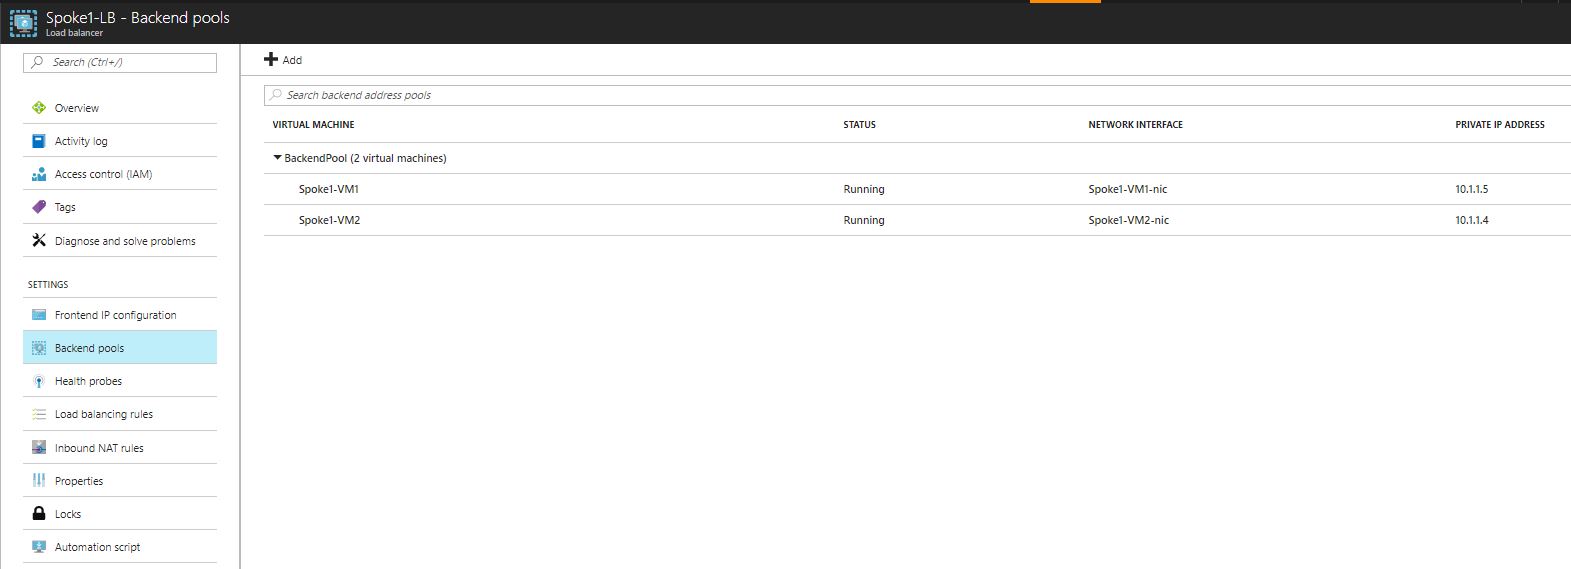 Spoke1-LB - Backend pools
Load balancer
Search (Ctrl+/)
Overview
Activity log
Access control (IAM)
Tags
Diagnose and solve problems
SETTINGS
Frontend IP configuration
Backend pools
Health probes
Load balancing rules
Inbound NAT rules
Properties
Locks
Automation script
Add
Search backend address pools
VIRTUAL MACHINE STATUS NETWORK INTERFACE PRIVATE IP ADDRESS
BackendPool (2 virtual machines)
Spoke1-VM1 Running Spoke1-VM1-nic 10.1.1.5
Spoke1-VM2 Running Spoke1-VM2-nic 10.1.1.4